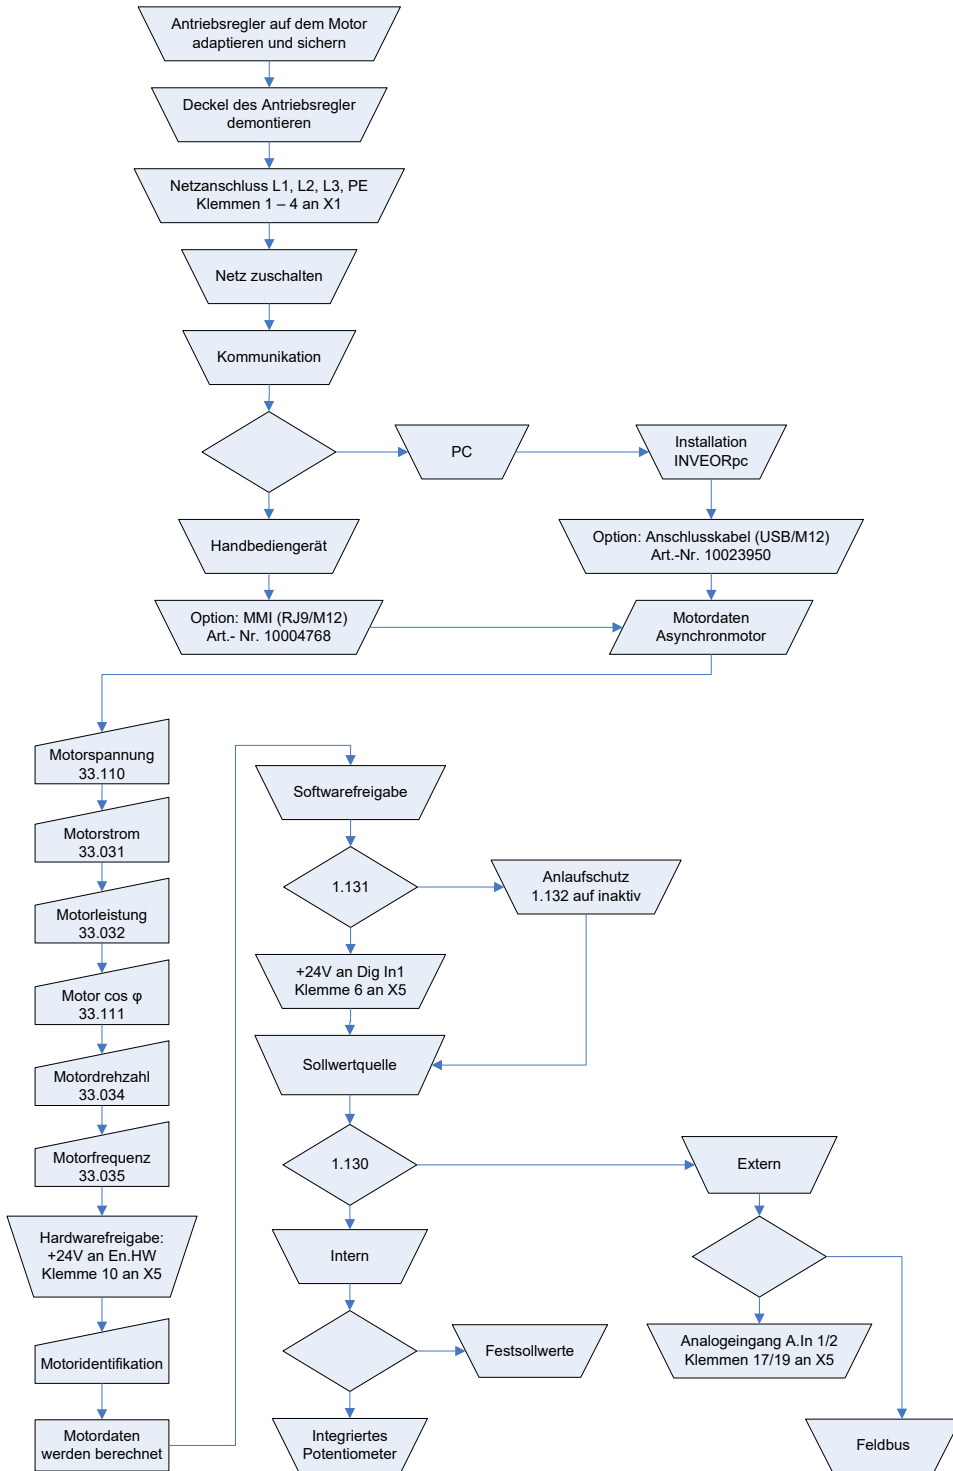 Antriebsregler auf dem Motor
adaptieren und sichern
Deckel des Antriebsregler
demontieren
Netzanschluss L1, L2, L3, PE
Klemmen 1 – 4 an X1
Netz zuschalten
Kommunikation
PC
Installation
INVEORpc
Option: Anschlusskabel (USB/M12)
Art.-Nr. 10023950
Handbediengerät
Option: MMI (RJ9/M12)
Art.- Nr. 10004768
Motordaten
Asynchronmotor
Motorspannung
33.110
Motorstrom
33.031
Motorleistung
33.032
Motor cos φ
33.111
Motordrehzahl
33.034
Motorfrequenz
33.035
Hardwarefreigabe:
+24V an En.HW
Klemme 10 an X5
Motoridentifikation
Motordaten
werden berechnet
Softwarefreigabe
1.131
Anlaufschutz
1.132 auf inaktiv
+24V an Dig In1
Klemme 6 an X5
Sollwertquelle
1.130
Extern
Intern
Festsollwerte
Integriertes
Potentiometer
Analogeingang A.In 1/2
Klemmen 17/19 an X5
Feldbus